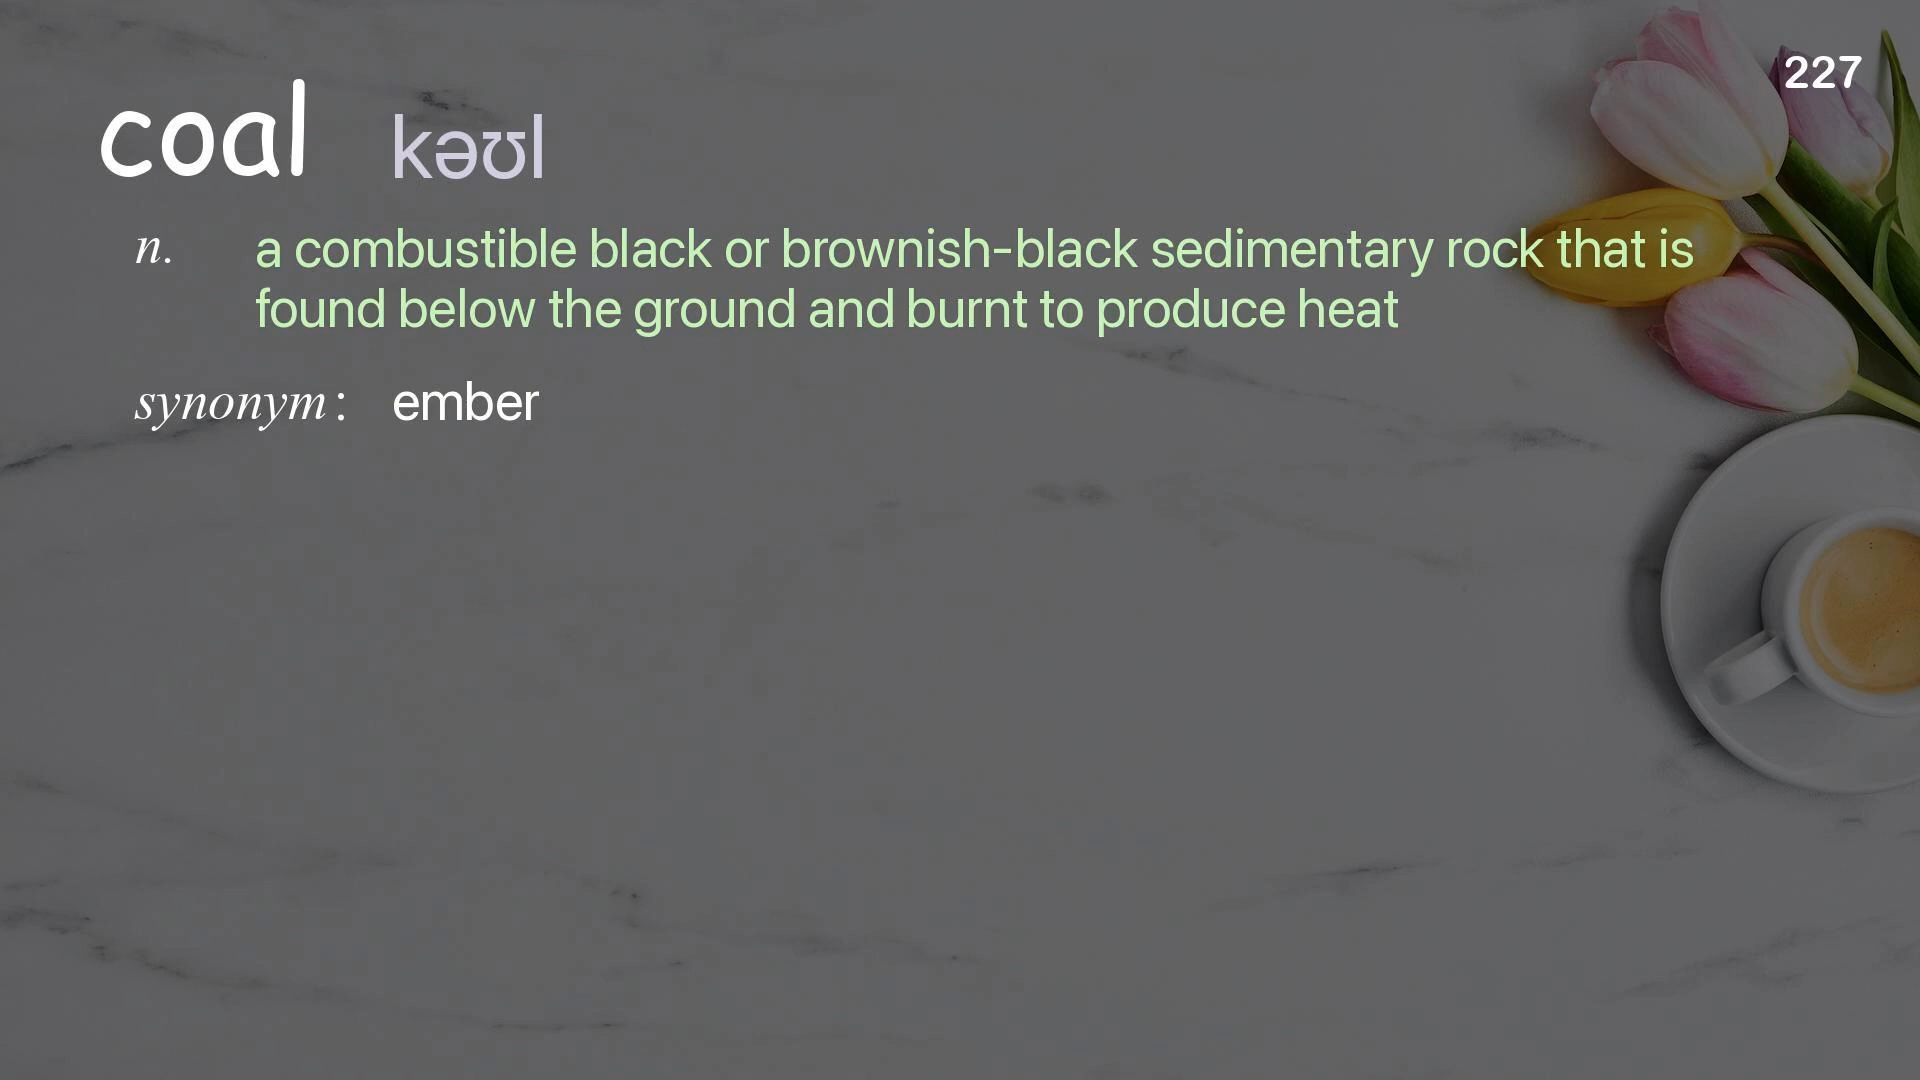 227
coal kəʊl
n. a combustible black or brownish-black sedimentary rock that is
found below the ground and burnt to produce heat
synonym : ember